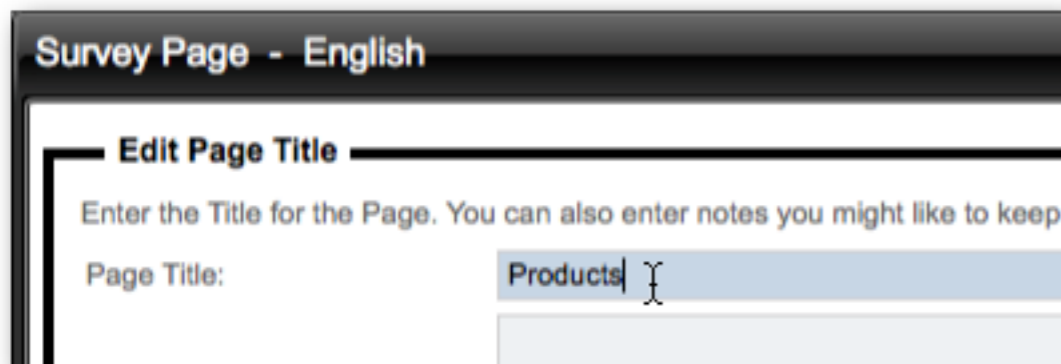 Survey Page - English
Edit Page Title
Enter the Title for the Page. You can also enter notes you might like to keep
Page Title: Products